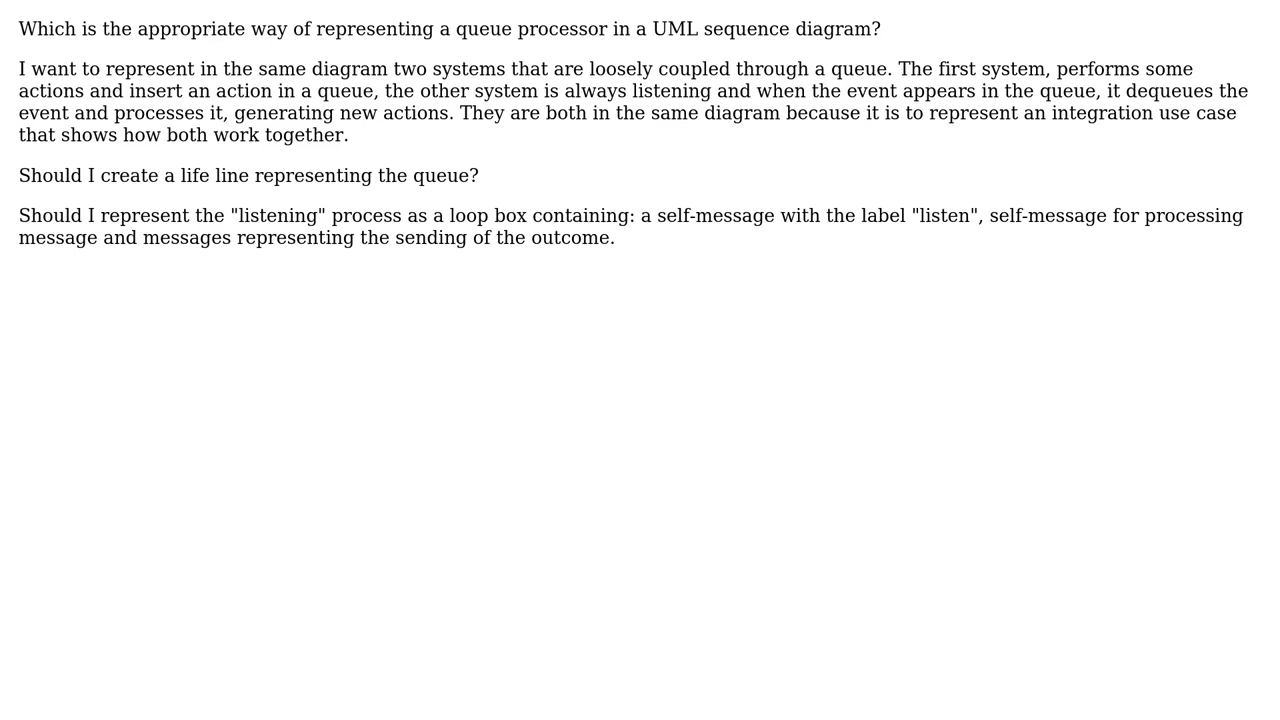 Which is the appropriate way of representing a queue processor in a UML sequence diagram?
I want to represent in the same diagram two systems that are loosely coupled through a queue. The first system, performs some
actions and insert an action in a queue, the other system is always listening and when the event appears in the queue, it dequeues the
event and processes it, generating new actions. They are both in the same diagram because it is to represent an integration use case
that shows how both work together.
Should I create a life line representing the queue?
Should I represent the "listening" process as a loop box containing: a self-message with the label "listen", self-message for processing
message and messages representing the sending of the outcome.